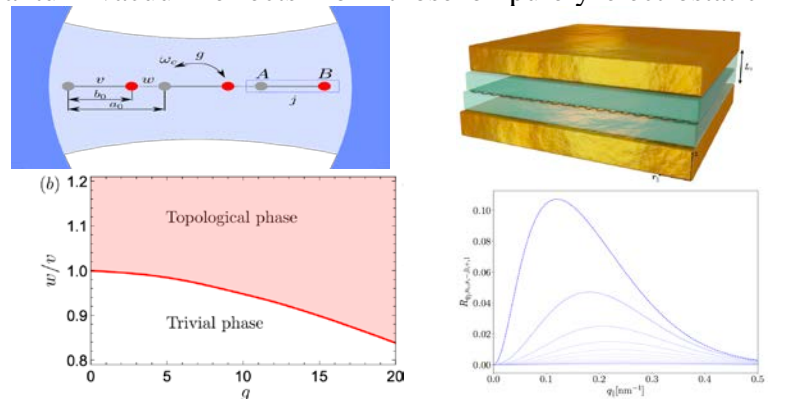 ω_c g
v w A B
b_0 j
a_0
L_c
r_∥
(b)
1.2
1.1
1.0
0.9
0.8
w/v
Topological phase
Trivial phase
0 5 10 15 20
g
0.10
0.08
0.06
0.04
0.02
0.00
0.0 0.1 0.2 0.3 0.4 0.5
q_∥[nm⁻¹]